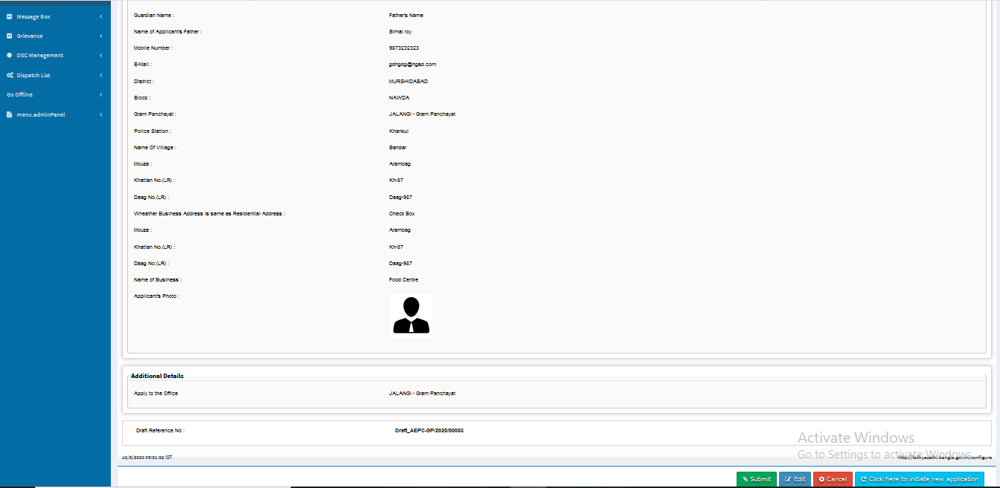 Message Box
Grievance
DSC Management
Dispatch List
Go Offline
menu.adminPanel
Guardian Name : Father's Name
Name of Applicant's Father : Bimal roy
Mobile Number : 9873232323
E-Mail : gdhgdg@hgsd.com
District : MURSHIDABAD
Block : NAWDA
Gram Panchayat : JALANGI - Gram Panchayat
Police Station : Khankul
Name Of Village : Bandar
Mouza : Arambag
Khatian No.(LR) : Kh-87
Daag No.(LR) : Daag-987
Wheather Business Address is same as Residential Address : Check Box
Mouza : Arambag
Khatian No.(LR) : Kh-87
Daag No.(LR) : Daag-987
Name of Business : Food Centre
Applicant's Photo :
Additional Details
Apply to the Office JALANGI - Gram Panchayat
Draft Reference No : Draft_AEPC-GP/2020/00083
Activate Windows
Go to Settings to activate Windows.
12/8/2020 06:51:22 IST http://tathyasathi.bangla.gov.in/configure
Submit Edit Cancel Click here to initiate new application